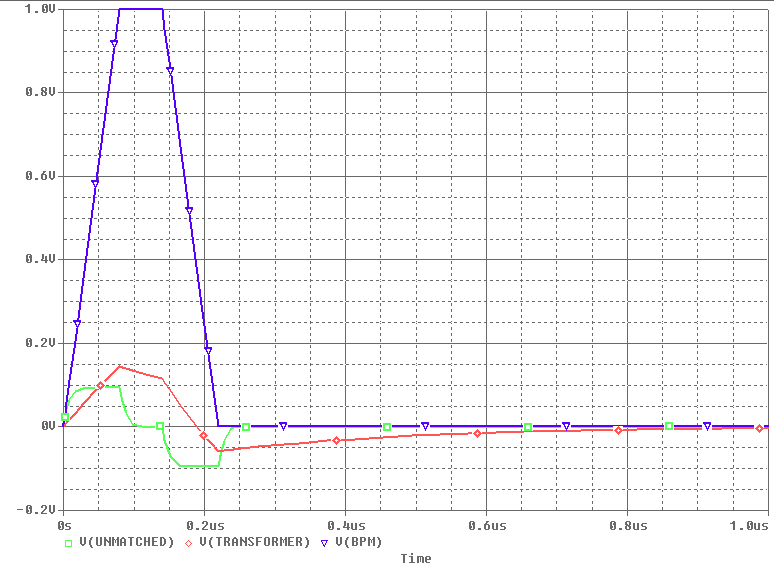 1.0V
0.8V
0.6V
0.4V
0.2V
0V
-0.2V
0s 0.2us 0.4us 0.6us 0.8us 1.0us
V(UNMATCHED) V(TRANSFORMER) V(BPM)
Time